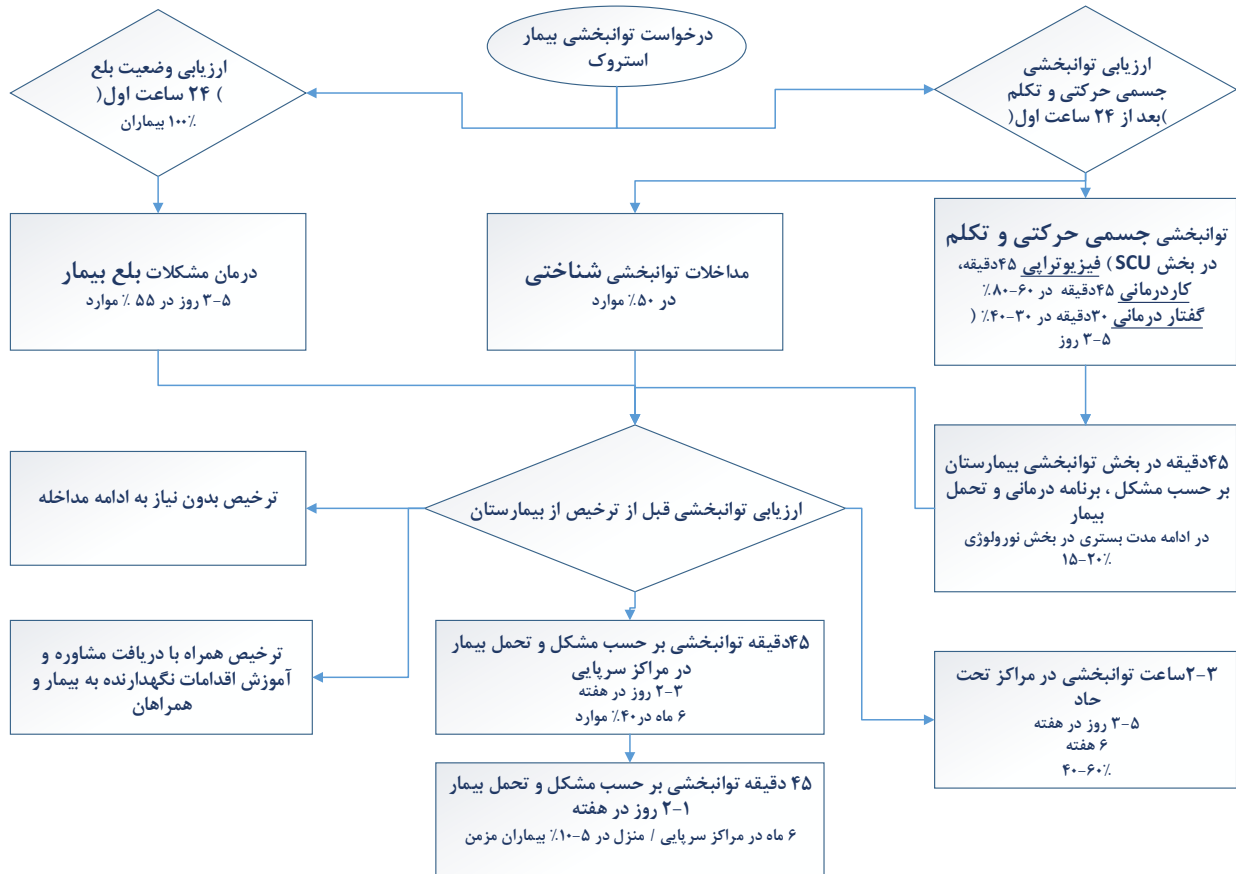 درخواست توانبخشی بیمار
استروک
ارزیابی توانبخشی
جسمی حرکتی و تکلم
)بعد از ۲۴ ساعت اول(
ارزیابی وضعیت بلع
) ۲۴ ساعت اول(
۱۰۰٪ بیماران
توانبخشی جسمی حرکتی و تکلم
در بخش SCU ) فیزیوتراپی ۴۵دقیقه،
کاردرمانی ۴۵دقیقه در ۶۰-۸۰٪
گفتار درمانی ۳۰دقیقه در ۳۰-۴۰٪ (
۳-۵ روز
مداخلات توانبخشی شناختی
در ۵۰٪ موارد
درمان مشکلات بلع بیمار
۳-۵ روز در ۵۵ ٪ موارد
۴۵دقیقه در بخش توانبخشی بیمارستان
بر حسب مشکل ، برنامه درمانی و تحمل
بیمار
در ادامه مدت بستری در بخش نورولوژی
۱۵-۲۰٪
ارزیابی توانبخشی قبل از ترخیص از بیمارستان
ترخیص بدون نیاز به ادامه مداخله
ترخیص همراه با دریافت مشاوره و
آموزش اقدامات نگهدارنده به بیمار و
همراهان
۴۵دقیقه توانبخشی بر حسب مشکل و تحمل بیمار
در مراکز سرپایی
۲-۳ روز در هفته
۶ ماه در۴۰٪ موارد
۲-۳ساعت توانبخشی در مراکز تحت
حاد
۳-۵ روز در هفته
۶ هفته
۴۰-۶۰٪
۴۵ دقیقه توانبخشی بر حسب مشکل و تحمل بیمار
۲-۱ روز در هفته
۶ ماه در مراکز سرپایی / منزل در ۵-۱۰٪ بیماران مزمن